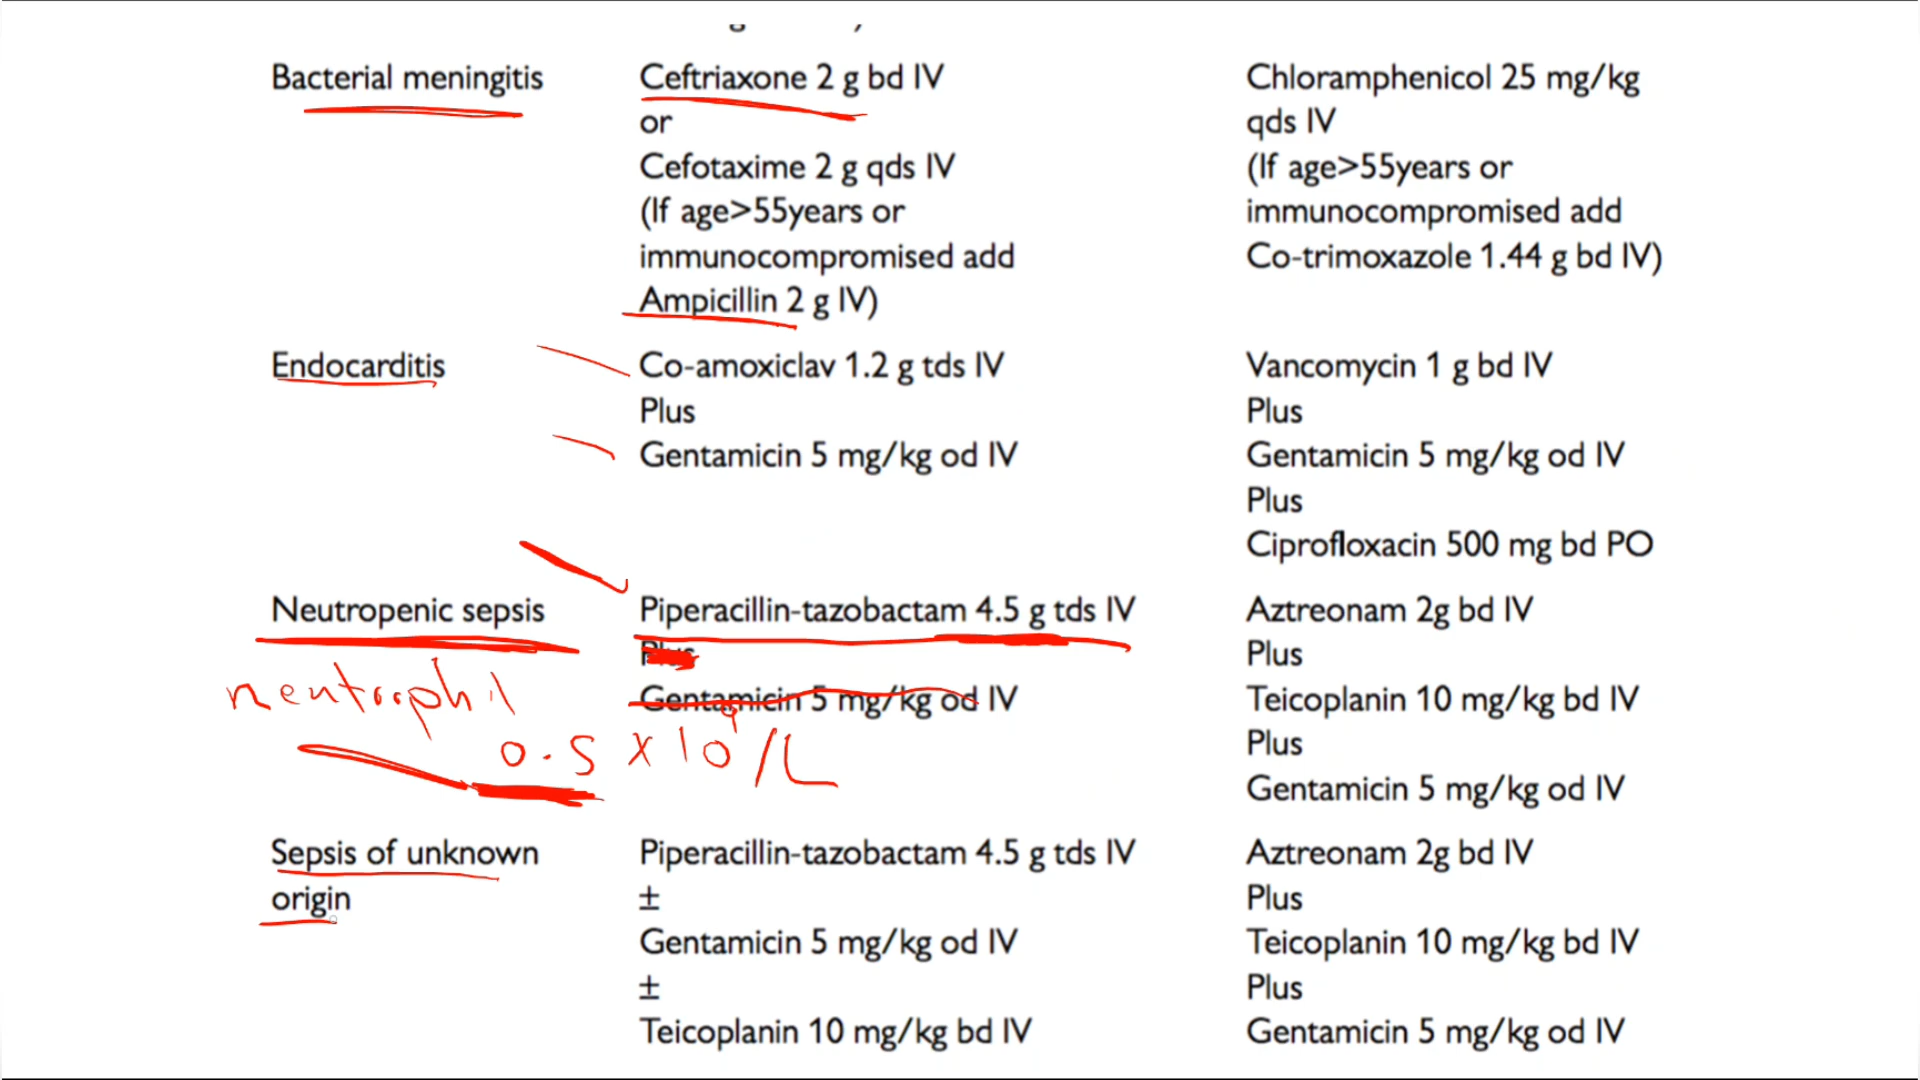 Bacterial meningitis
Ceftriaxone 2 g bd IV
or
Cefotaxime 2 g qds IV
(If age>55years or
immunocompromised add
Ampicillin 2 g IV)
Chloramphenicol 25 mg/kg
qds IV
(If age>55years or
immunocompromised add
Co-trimoxazole 1.44 g bd IV)
Endocarditis
Co-amoxiclav 1.2 g tds IV
Plus
Gentamicin 5 mg/kg od IV
Vancomycin 1 g bd IV
Plus
Gentamicin 5 mg/kg od IV
Plus
Ciprofloxacin 500 mg bd PO
Neutropenic sepsis
neutrophil
0.5 x 10⁹/L
Piperacillin-tazobactam 4.5 g tds IV
Plus
Gentamicin 5 mg/kg od IV
Aztreonam 2g bd IV
Plus
Teicoplanin 10 mg/kg bd IV
Plus
Gentamicin 5 mg/kg od IV
Sepsis of unknown
origin
Piperacillin-tazobactam 4.5 g tds IV
±
Gentamicin 5 mg/kg od IV
±
Teicoplanin 10 mg/kg bd IV
Aztreonam 2g bd IV
Plus
Teicoplanin 10 mg/kg bd IV
Plus
Gentamicin 5 mg/kg od IV